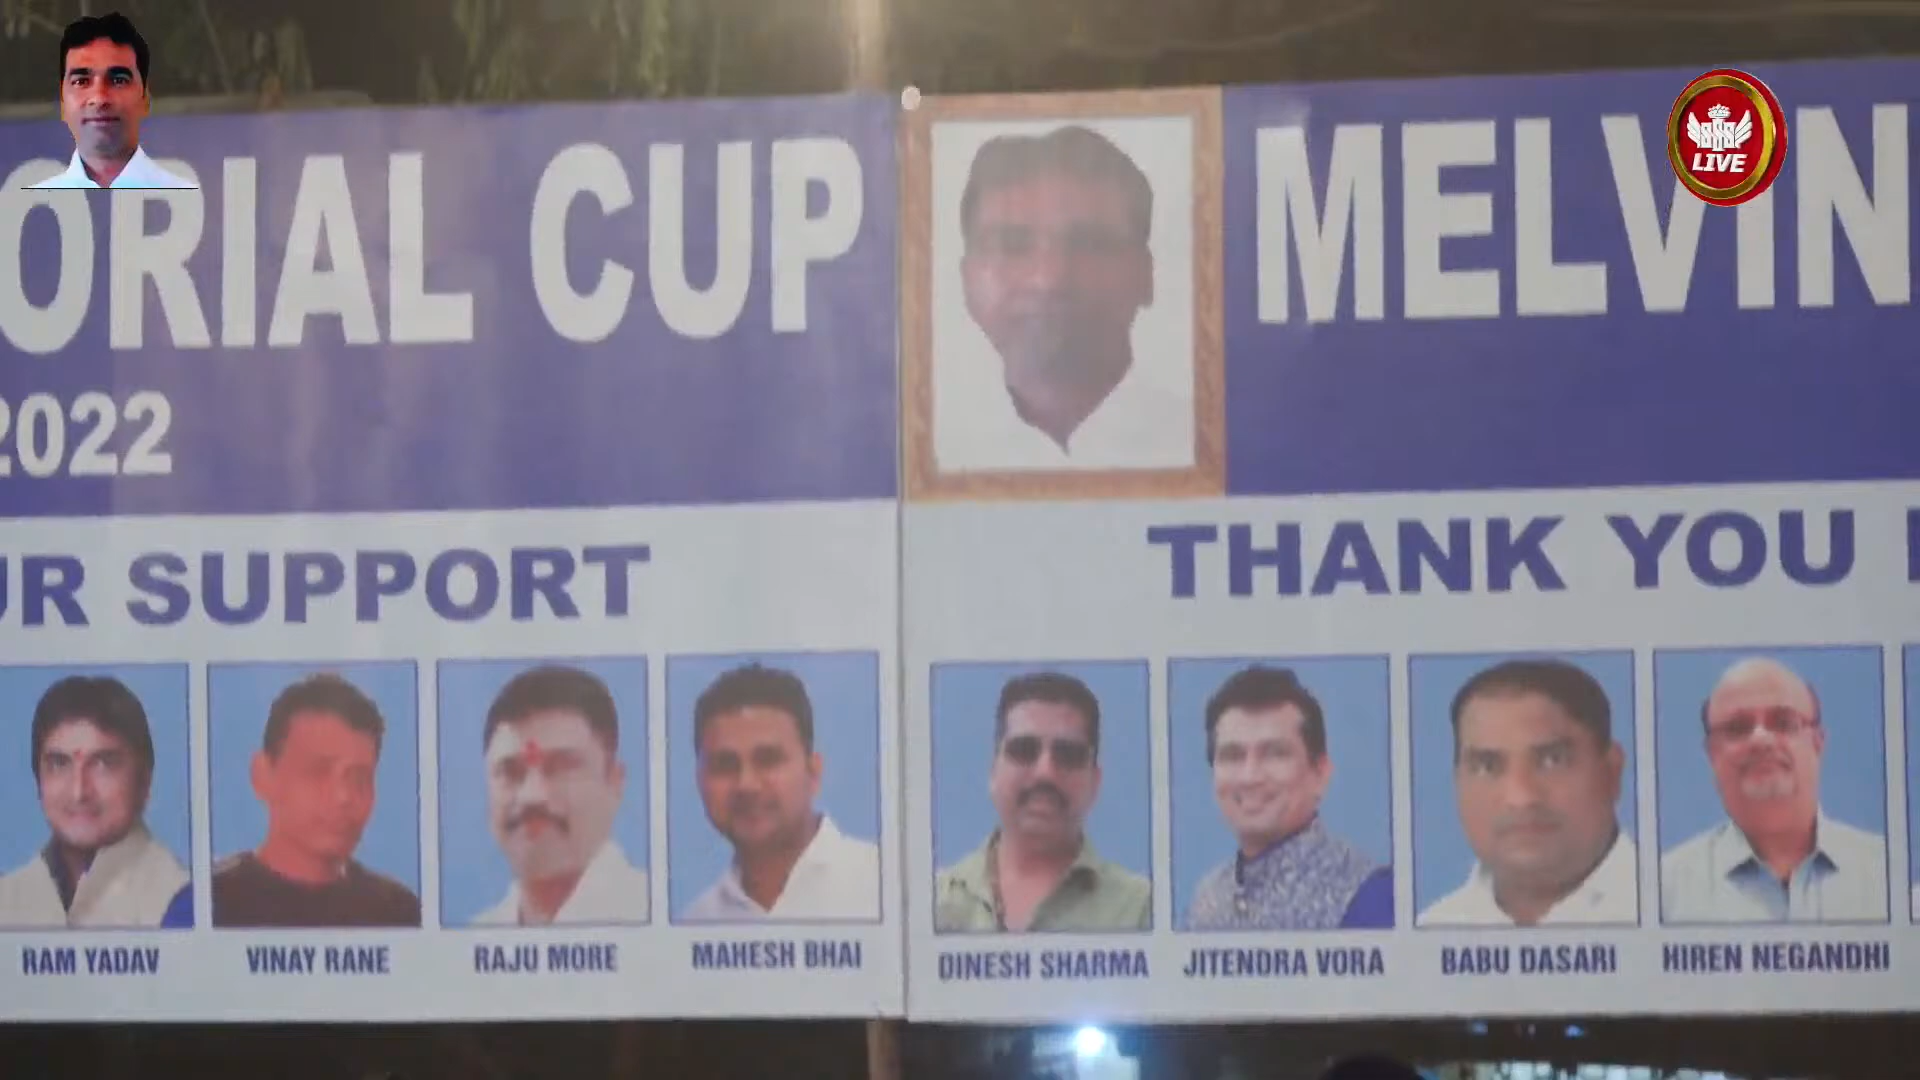 ORIAL CUP
2022
UR SUPPORT
RAM YADAV
VINAY RANE
RAJU MORE
MAHESH BHAI
MELVIN
THANK YOU
DINESH SHARMA
JITENDRA VORA
BABU DASARI
HIREN NEGANDHI
LIVE